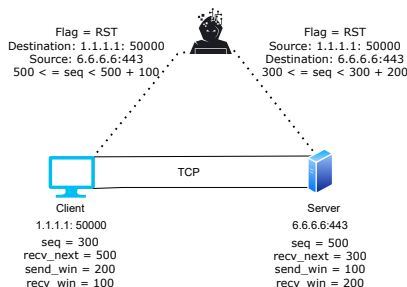 Flag = RST
Destination: 1.1.1.1: 50000
Source: 6.6.6.6:443
500 < = seq < 500 + 100
Flag = RST
Source: 1.1.1.1: 50000
Destination: 6.6.6.6:443
300 < = seq < 300 + 200
TCP
Client
1.1.1.1: 50000
seq = 300
recv_next = 500
send_win = 200
recv_win = 100
Server
6.6.6.6:443
seq = 500
recv_next = 300
send_win = 100
recv_win = 200